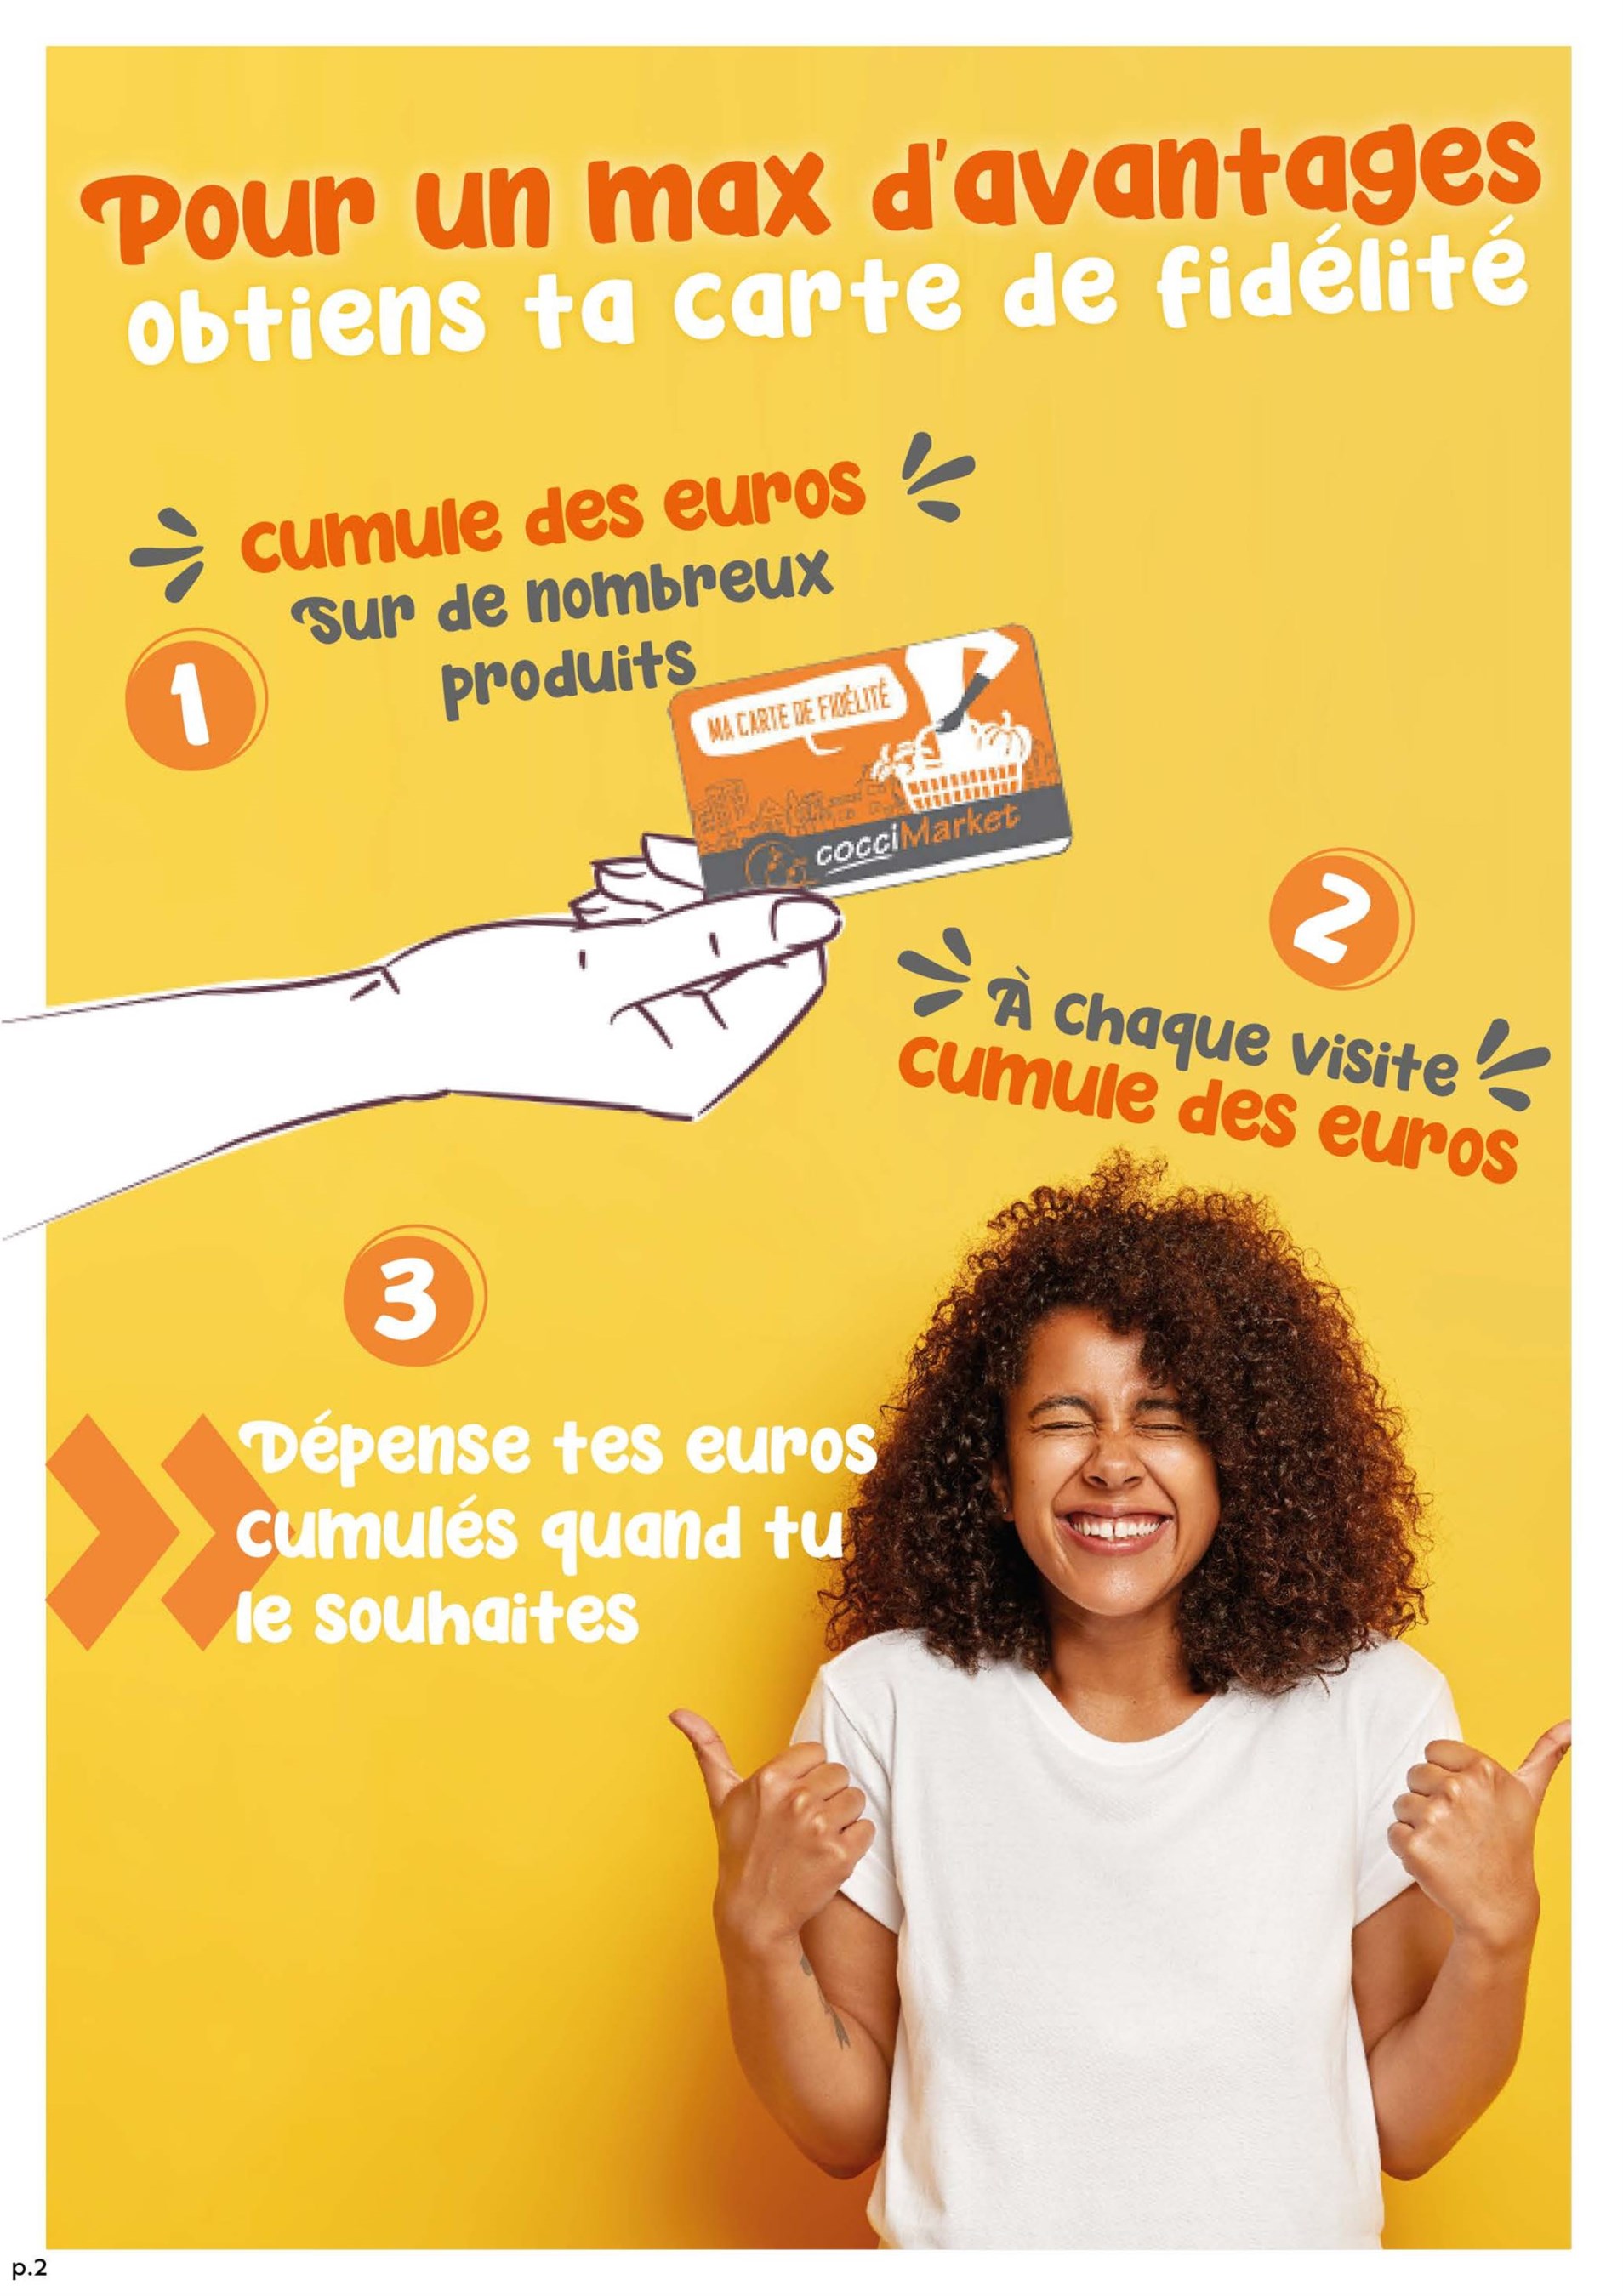 Pour un max d'avantages
obtiens ta carte de fidélité
cumule des euros
sur de nombreux
produits
1
MA CARTE DE FIDÉLITÉ
cocciMarket
2
À chaque visite
cumule des euros
3
Dépense tes euros
cumulés quand tu
le souhaites
p.2